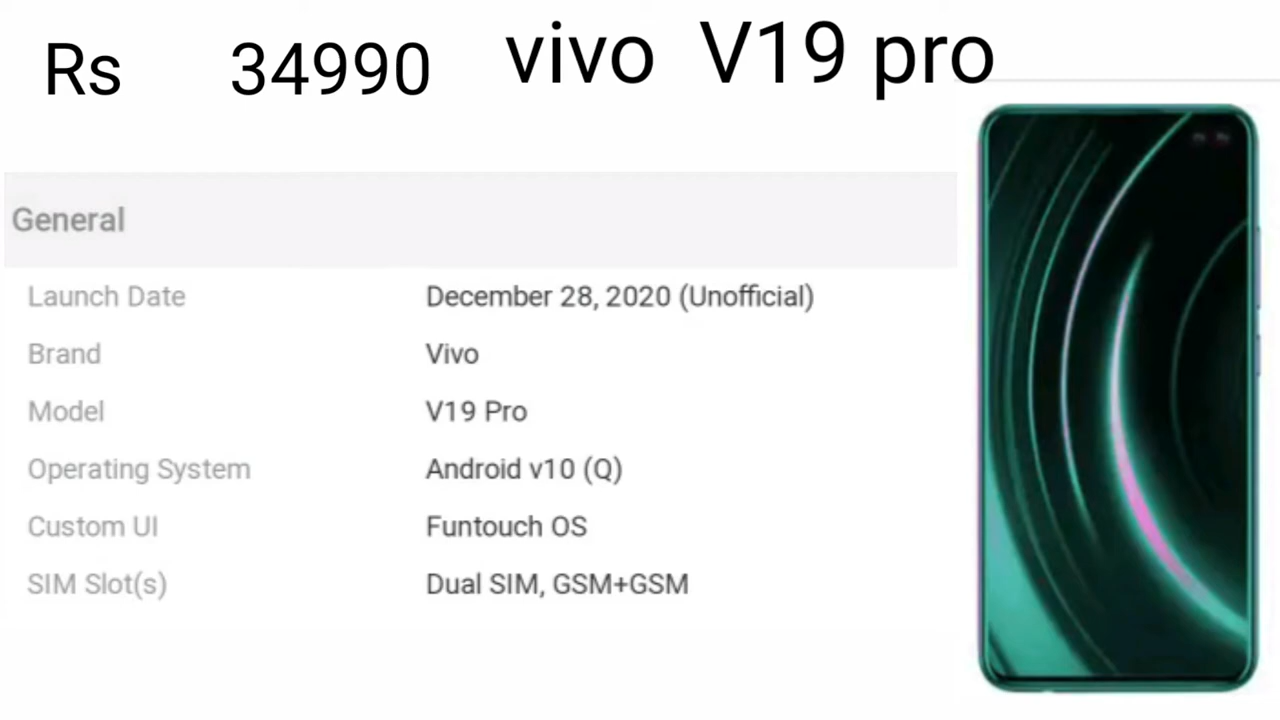 Rs 34990 vivo V19 pro
General
Launch Date December 28, 2020 (Unofficial)
Brand Vivo
Model V19 Pro
Operating System Android v10 (Q)
Custom UI Funtouch OS
SIM Slot(s) Dual SIM, GSM+GSM